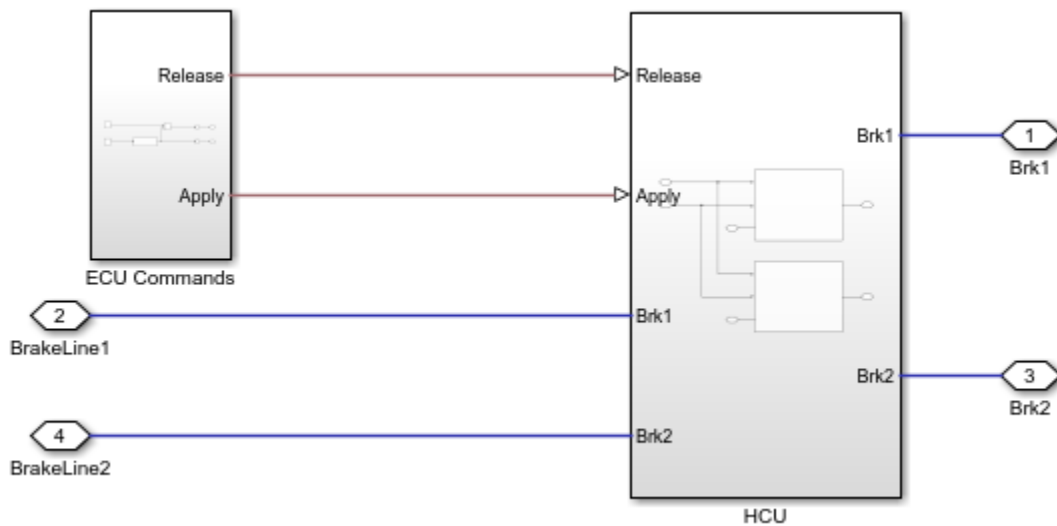 Release
Release
Brk1
1
Brk1
Apply
Apply
ECU Commands
2
BrakeLine1
Brk1
Brk2
3
Brk2
4
BrakeLine2
Brk2
HCU